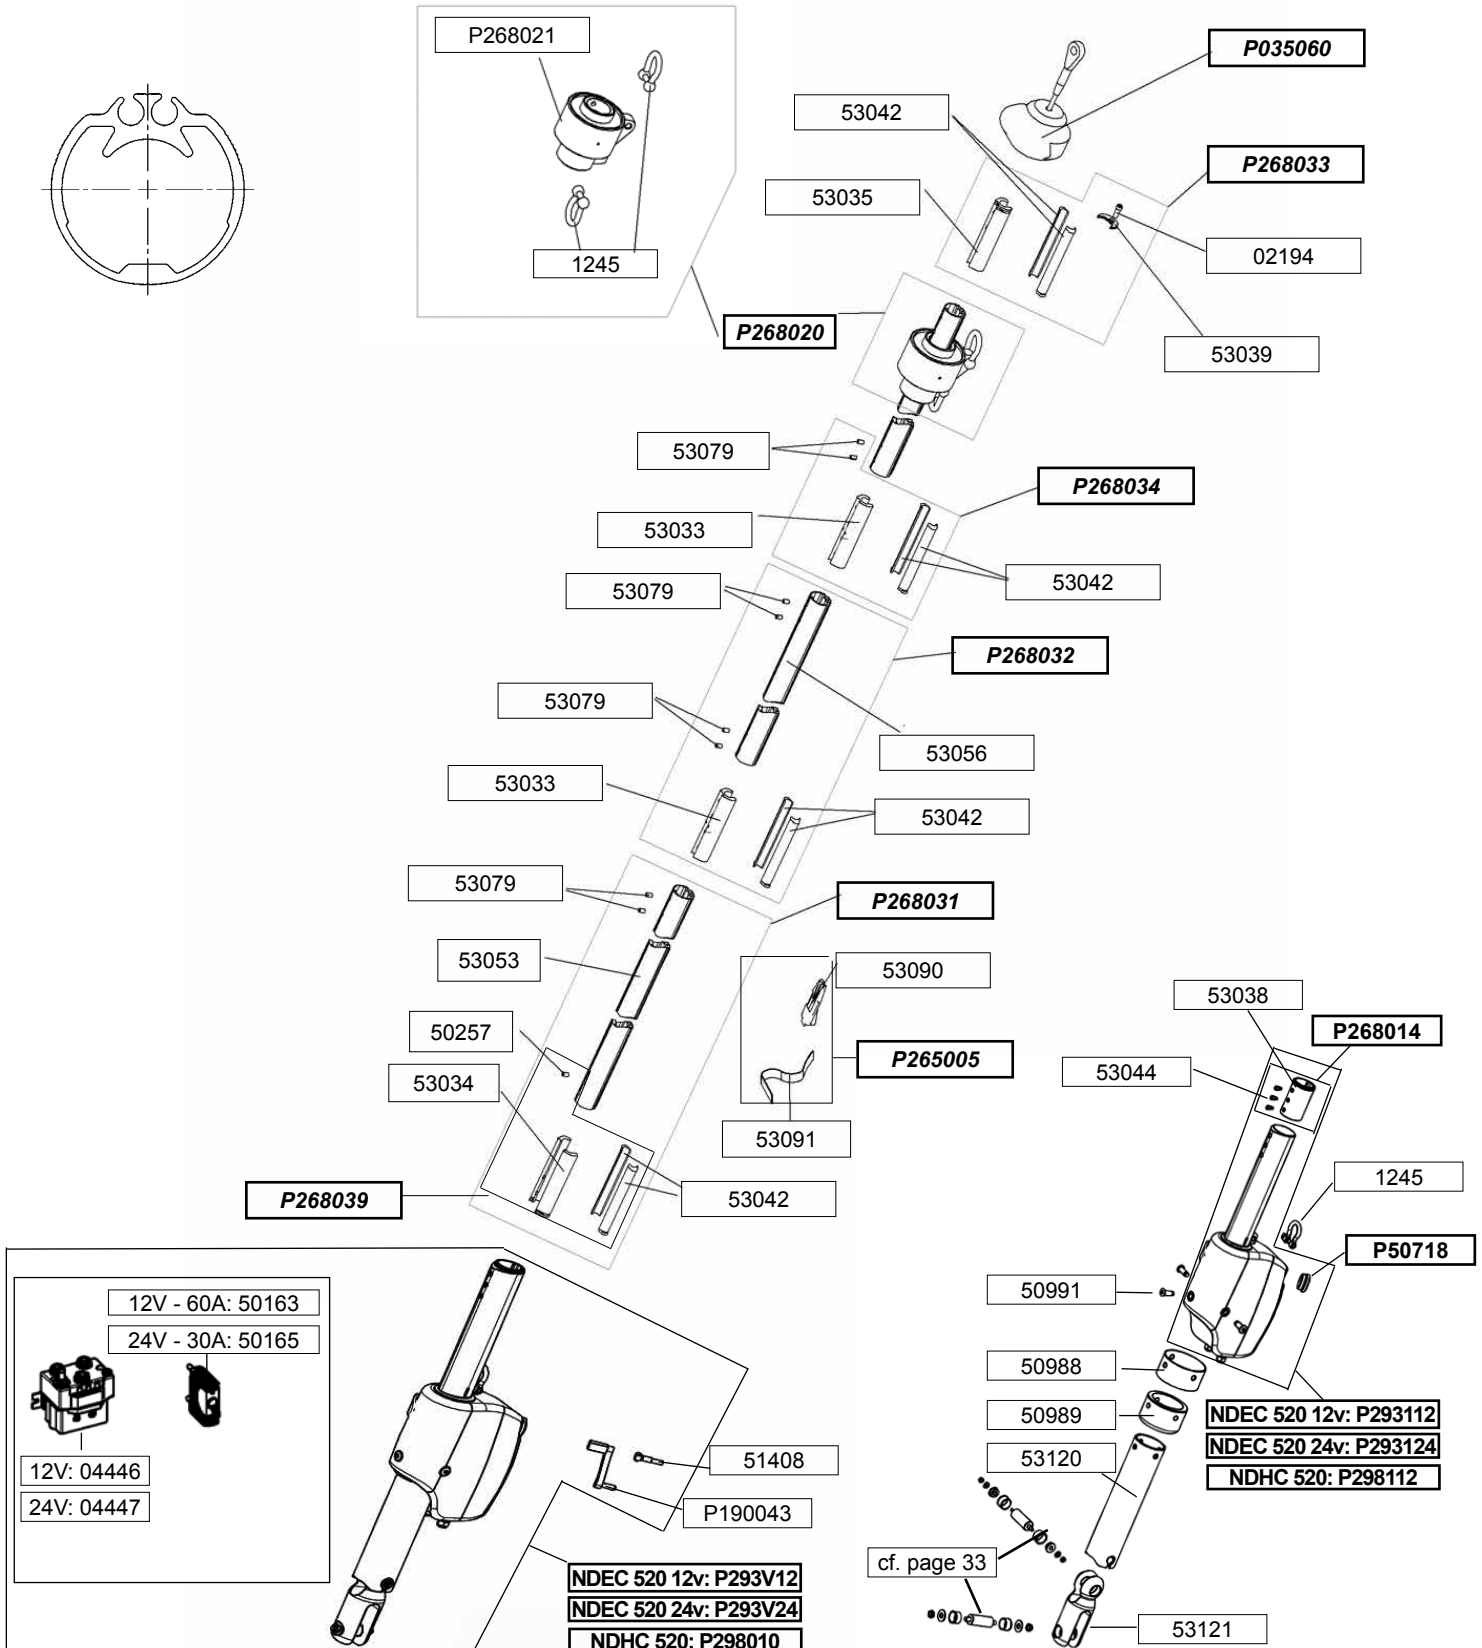 P268021
P035060
53042
P268033
53035
02194
1245
P268020
53039
53079
P268034
53033
53042
53079
P268032
53079
53056
53033
53042
53079
P268031
53053
53090
53038
50257
P268014
P265005
53034
53044
53091
1245
P268039
53042
P50718
12V - 60A: 50163
50991
24V - 30A: 50165
50988
50989
NDEC 520 12v: P293112
NDEC 520 24v: P293124
53120
51408
12V: 04446
NDHC 520: P298112
24V: 04447
P190043
cf. page 33
NDEC 520 12v: P293V12
NDEC 520 24v: P293V24
53121
NDHC 520: P298010